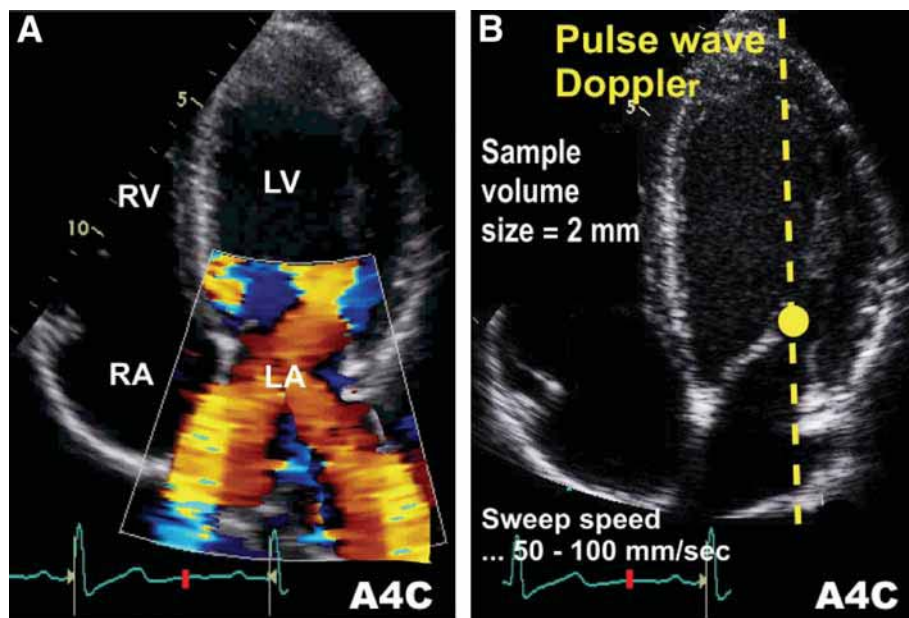 A
5
RV
LV
10
RA
LA
A4C
B
Pulse wave
Doppler
5
Sample
volume
size = 2 mm
Sweep speed
... 50 - 100 mm/sec
A4C